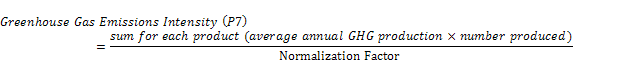 Greenhouse Gas Emissions Intensity (P7)
= sum for each product (average annual GHG production × number produced)
Normalization Factor